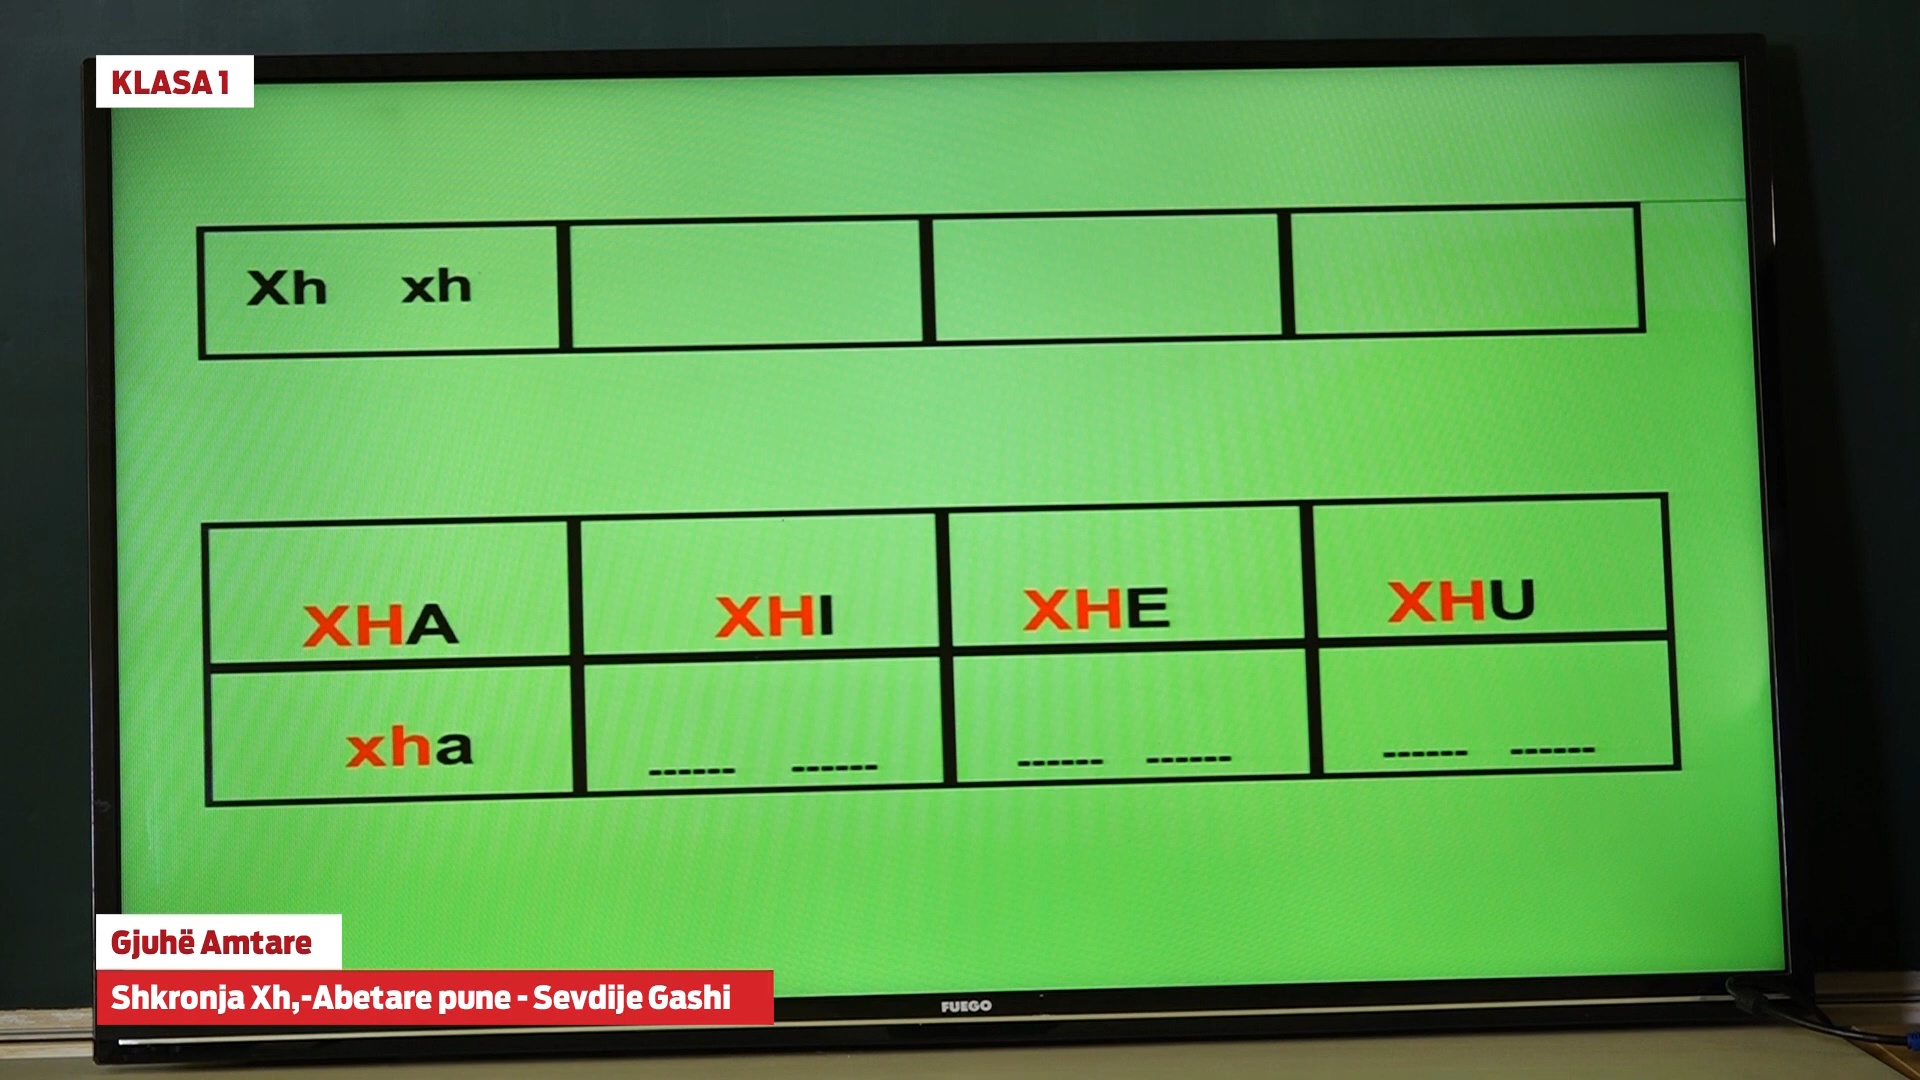 KLASA 1
Xh xh
XHA XHI XHE XHU
xha ------ ------ ------ ------ ------ ------
Gjuhë Amtare
Shkronja Xh,-Abetare pune - Sevdije Gashi
FUEGO